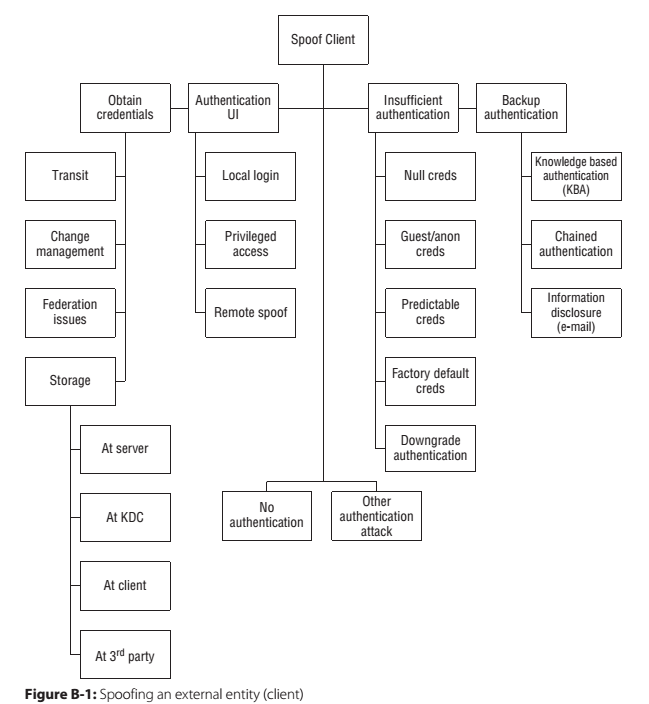 Spoof Client
Obtain
credentials
Authentication
UI
Insufficient
authentication
Backup
authentication
Transit
Local login
Null creds
Knowledge based
authentication
(KBA)
Change
management
Privileged
access
Guest/anon
creds
Chained
authentication
Federation
issues
Remote spoof
Predictable
creds
Information
disclosure
(e-mail)
Storage
Factory default
creds
At server
Downgrade
authentication
At KDC
No
authentication
Other
authentication
attack
At client
At 3rd party
Figure B-1: Spoofing an external entity (client)